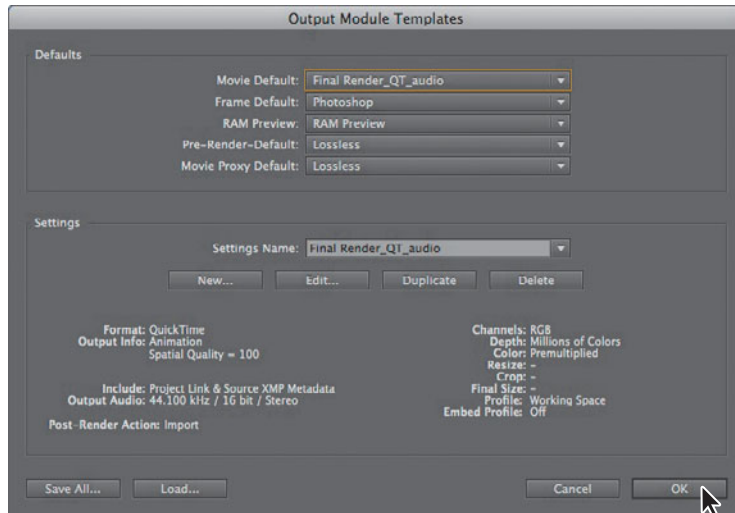 Output Module Templates
Defaults
Movie Default: Final Render_QT_audio
Frame Default: Photoshop
RAM Preview: RAM Preview
Pre-Render-Default: Lossless
Movie Proxy Default: Lossless
Settings
Settings Name: Final Render_QT_audio
New... Edit... Duplicate Delete
Format: QuickTime
Output Info: Animation
Spatial Quality = 100
Include: Project Link & Source XMP Metadata
Output Audio: 44.100 kHz / 16 bit / Stereo
Post-Render Action: Import
Channels: RGB
Depth: Millions of Colors
Color: Premultiplied
Resize: -
Crop: -
Final Size: -
Profile: Working Space
Embed Profile: Off
Save All... Load... Cancel OK